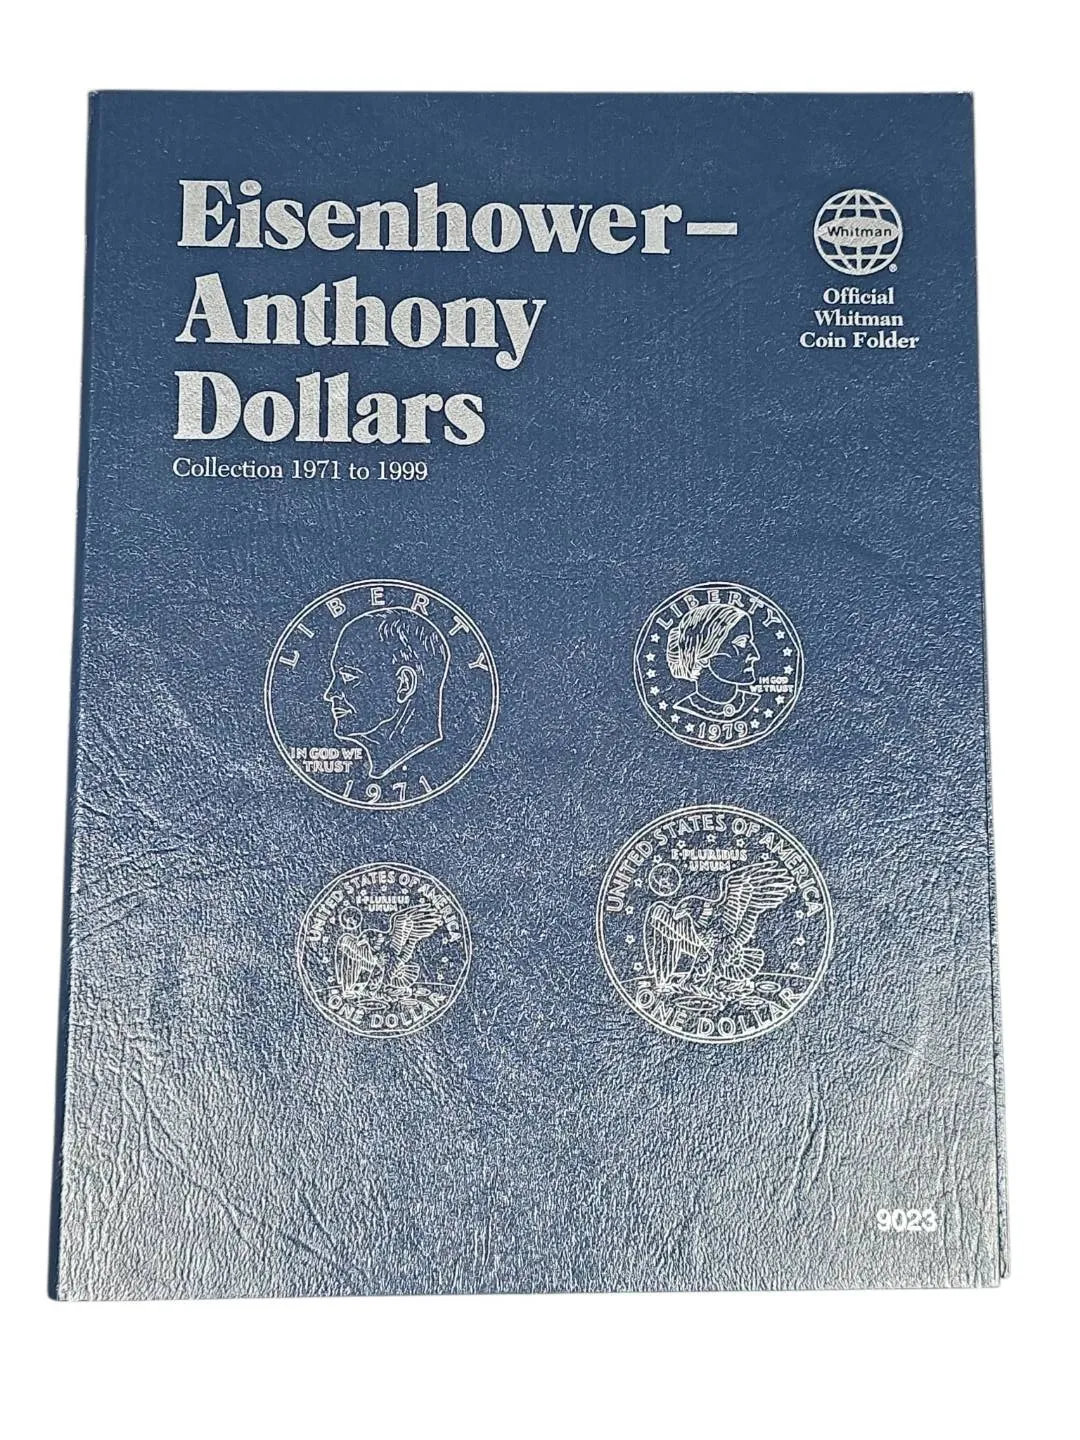 Eisenhower–
Anthony
Dollars
Collection 1971 to 1999
Whitman
®
Official
Whitman
Coin Folder
LIBERTY
IN GOD WE
TRUST
1971
LIBERTY
IN GOD
WE TRUST
1979
UNITED STATES OF AMERICA
E·PLURIBUS
UNUM
ONE DOLLAR
UNITED STATES OF AMERICA
E·PLURIBUS
UNUM
ONE DOLLAR
9023